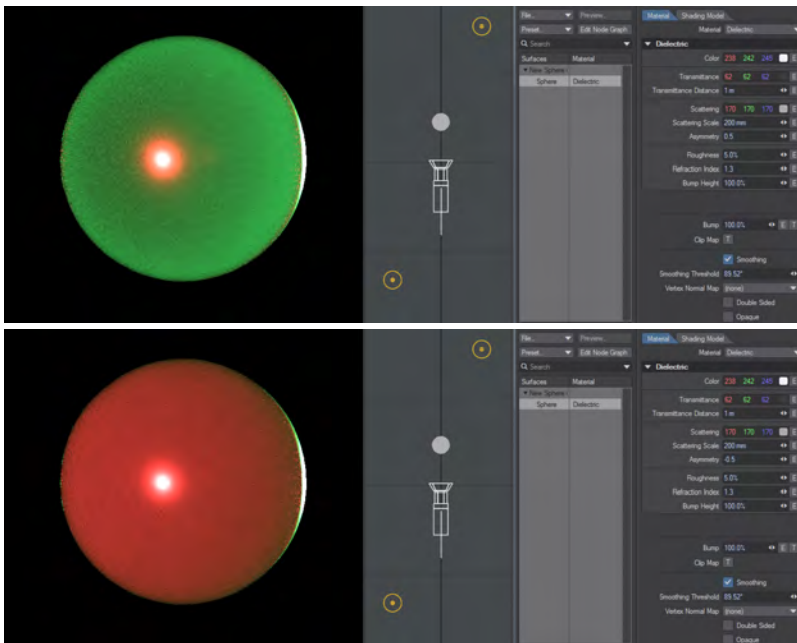 File... Preview...
Preset... Edit Node Graph
Search
Surfaces Material
New Sphere
Sphere Dielectric
Material Shading Model
Material Dielectric
Dielectric
Color 238 242 245 E
Transmittance 62 62 62 E
Transmittance Distance 1 m
Scattering 170 170 170 E
Scattering Scale 200 mm E
Asymmetry 0.5 E
Roughness 5.0% E
Refraction Index 1.3 E
Bump Height 100.0% E
Bump 100.0% E T
Clip Map T
Smoothing
Smoothing Threshold 89.52°
Vertex Normal Map (none)
Double Sided
Opaque
File... Preview...
Preset... Edit Node Graph
Search
Surfaces Material
New Sphere
Sphere Dielectric
Material Shading Model
Material Dielectric
Dielectric
Color 238 242 245 E
Transmittance 62 62 62 E
Transmittance Distance 1 m
Scattering 170 170 170 E
Scattering Scale 200 mm E
Asymmetry -0.5 E
Roughness 5.0% E
Refraction Index 1.3 E
Bump Height 100.0% E
Bump 100.0% E T
Clip Map T
Smoothing
Smoothing Threshold 89.52°
Vertex Normal Map (none)
Double Sided
Opaque